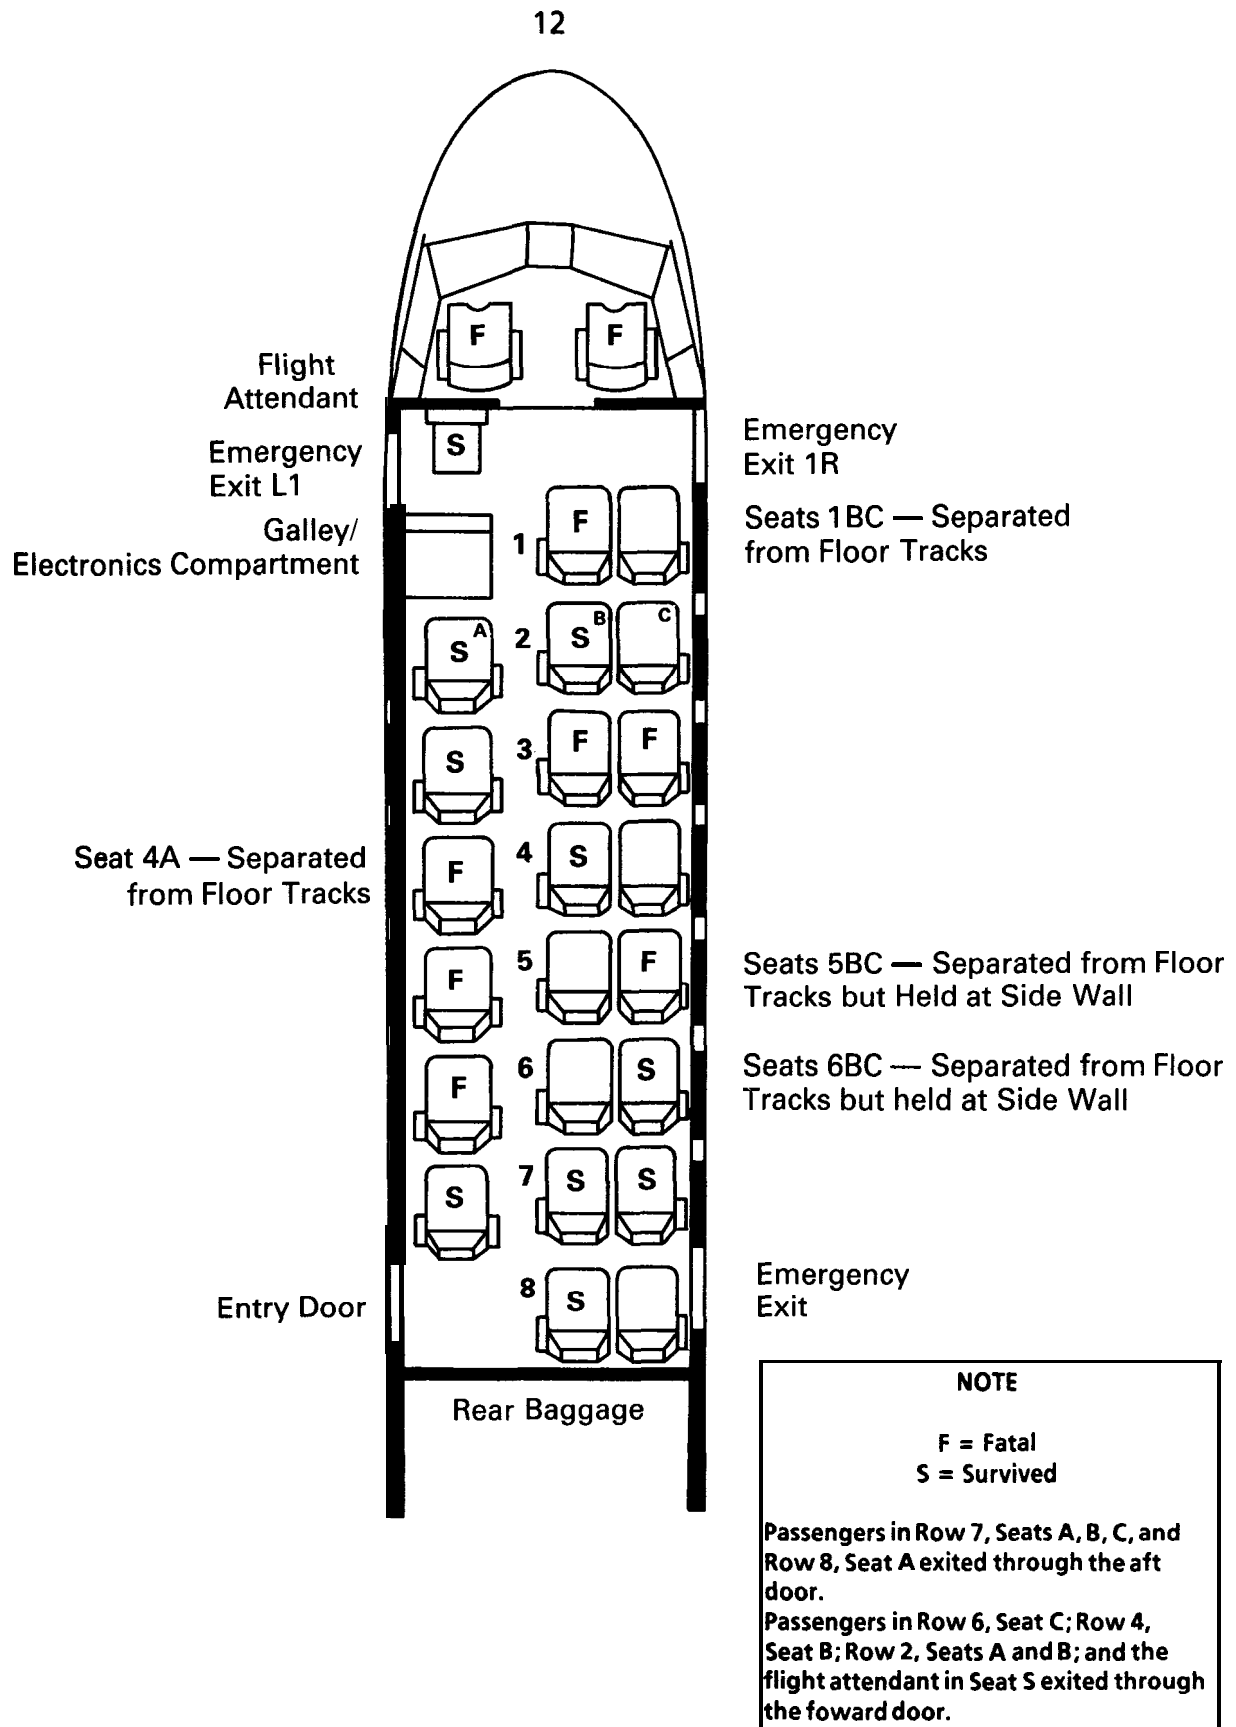 12
F
F
Flight
Attendant
S
Emergency
Exit L1
Emergency
Exit 1R
Galley/
Electronics Compartment
1
F
Seats 1BC — Separated
from Floor Tracks
S A
2
S B
C
S
3
F
F
Seat 4A — Separated
from Floor Tracks
F
4
S
F
5
F
Seats 5BC — Separated from Floor
Tracks but Held at Side Wall
F
6
S
Seats 6BC — Separated from Floor
Tracks but held at Side Wall
S
7
S
S
Entry Door
8
S
Emergency
Exit
Rear Baggage
NOTE
F = Fatal
S = Survived
Passengers in Row 7, Seats A, B, C, and
Row 8, Seat A exited through the aft
door.
Passengers in Row 6, Seat C; Row 4,
Seat B; Row 2, Seats A and B; and the
flight attendant in Seat S exited through
the foward door.